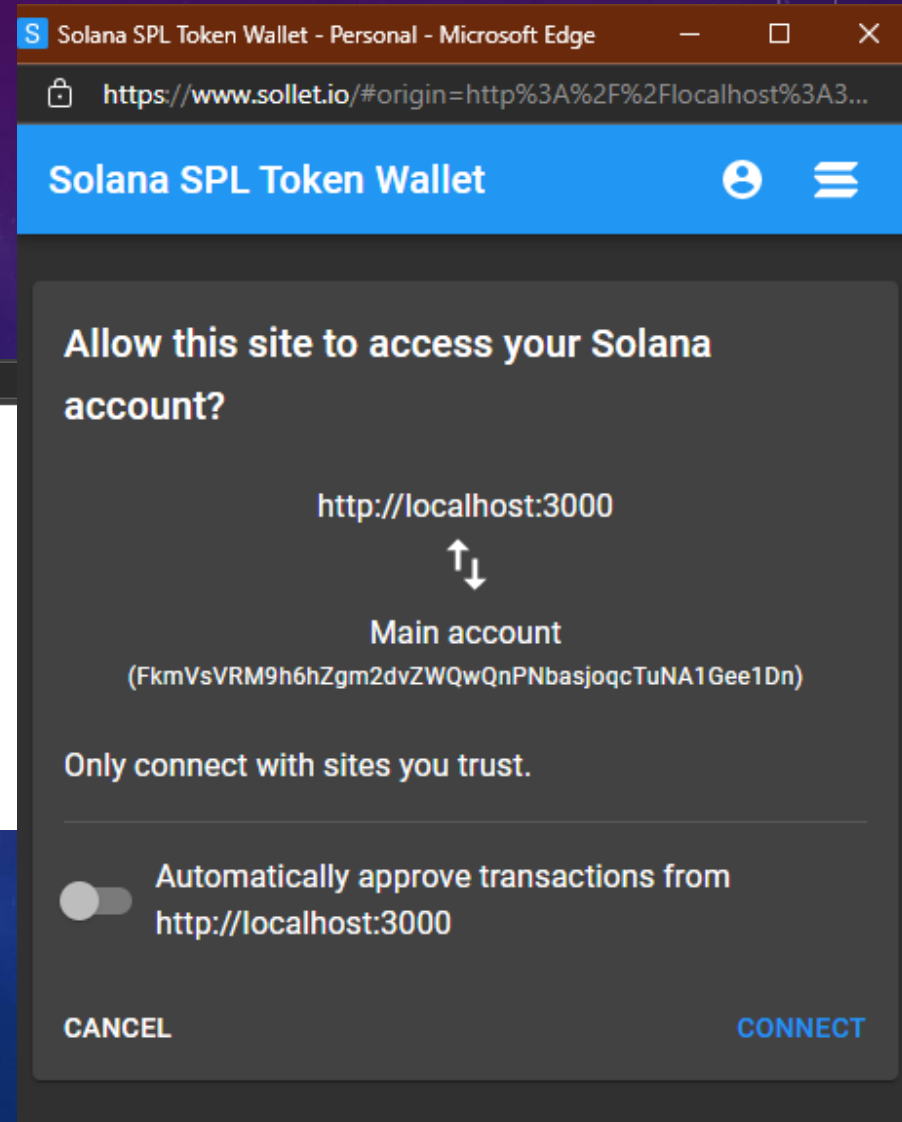 S Solana SPL Token Wallet - Personal - Microsoft Edge
https://www.sollet.io/#origin=http%3A%2F%2Flocalhost%3A3...
Solana SPL Token Wallet
Allow this site to access your Solana
account?
http://localhost:3000
Main account
(FkmVsVRM9h6hZgm2dvZWQwQnPNbasjoqcTuNA1Gee1Dn)
Only connect with sites you trust.
Automatically approve transactions from
http://localhost:3000
CANCEL
CONNECT